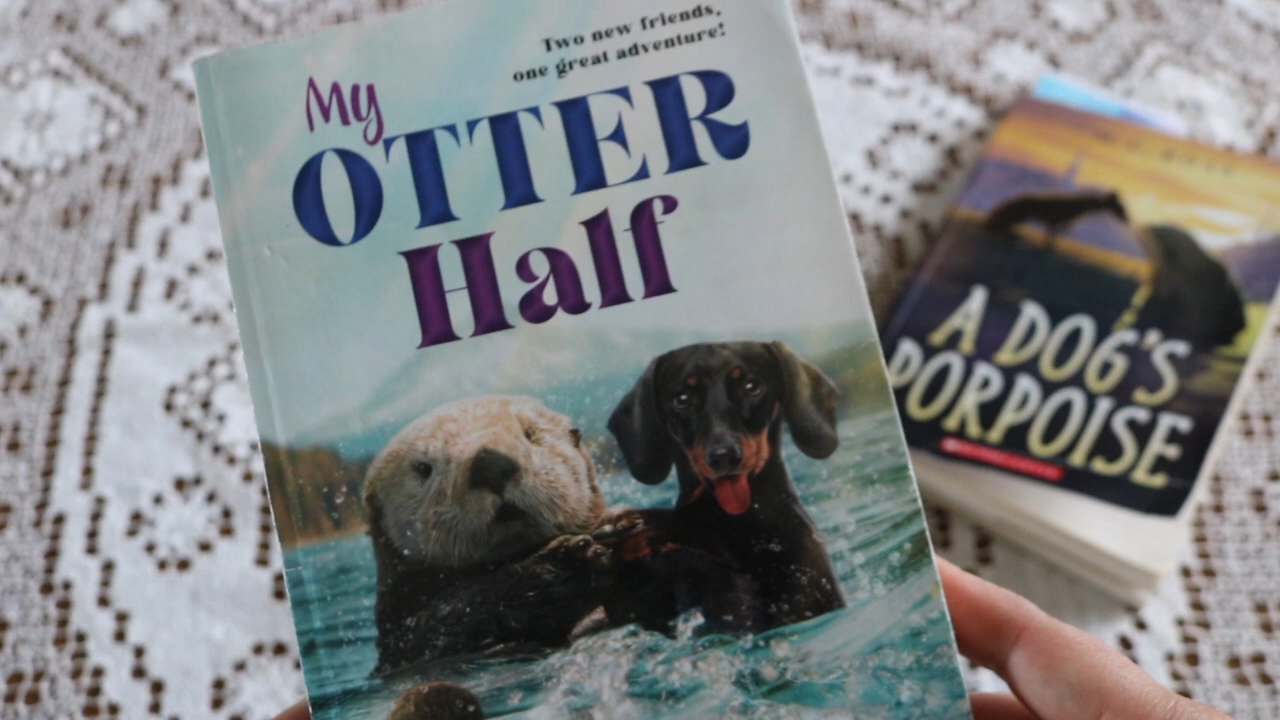 Two new friends,
one great adventure!
My
OTTER
Half
A DOG'S
PORPOISE